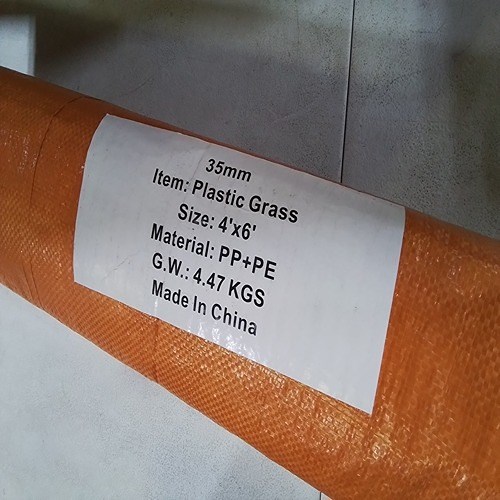 35mm
Item: Plastic Grass
Size: 4'x6'
Material: PP+PE
G.W.: 4.47 KGS
Made In China